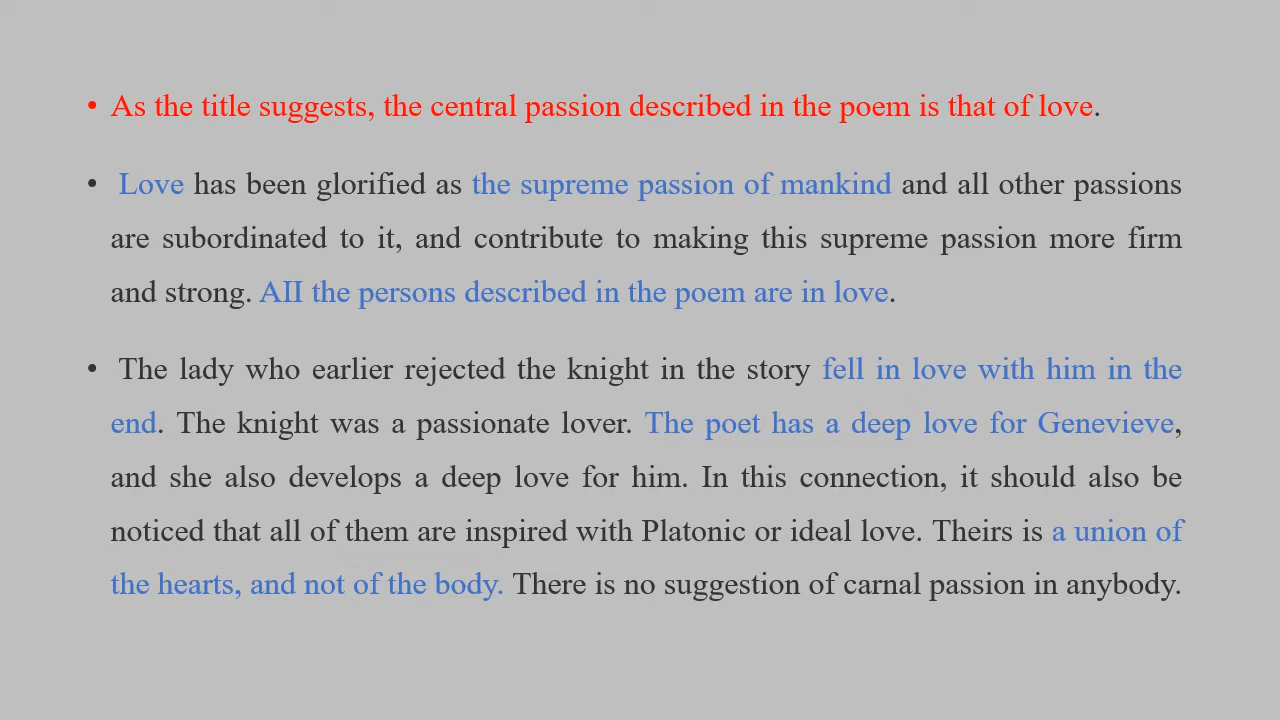 • As the title suggests, the central passion described in the poem is that of love.
• Love has been glorified as the supreme passion of mankind and all other passions
are subordinated to it, and contribute to making this supreme passion more firm
and strong. AII the persons described in the poem are in love.
• The lady who earlier rejected the knight in the story fell in love with him in the
end. The knight was a passionate lover. The poet has a deep love for Genevieve,
and she also develops a deep love for him. In this connection, it should also be
noticed that all of them are inspired with Platonic or ideal love. Theirs is a union of
the hearts, and not of the body. There is no suggestion of carnal passion in anybody.